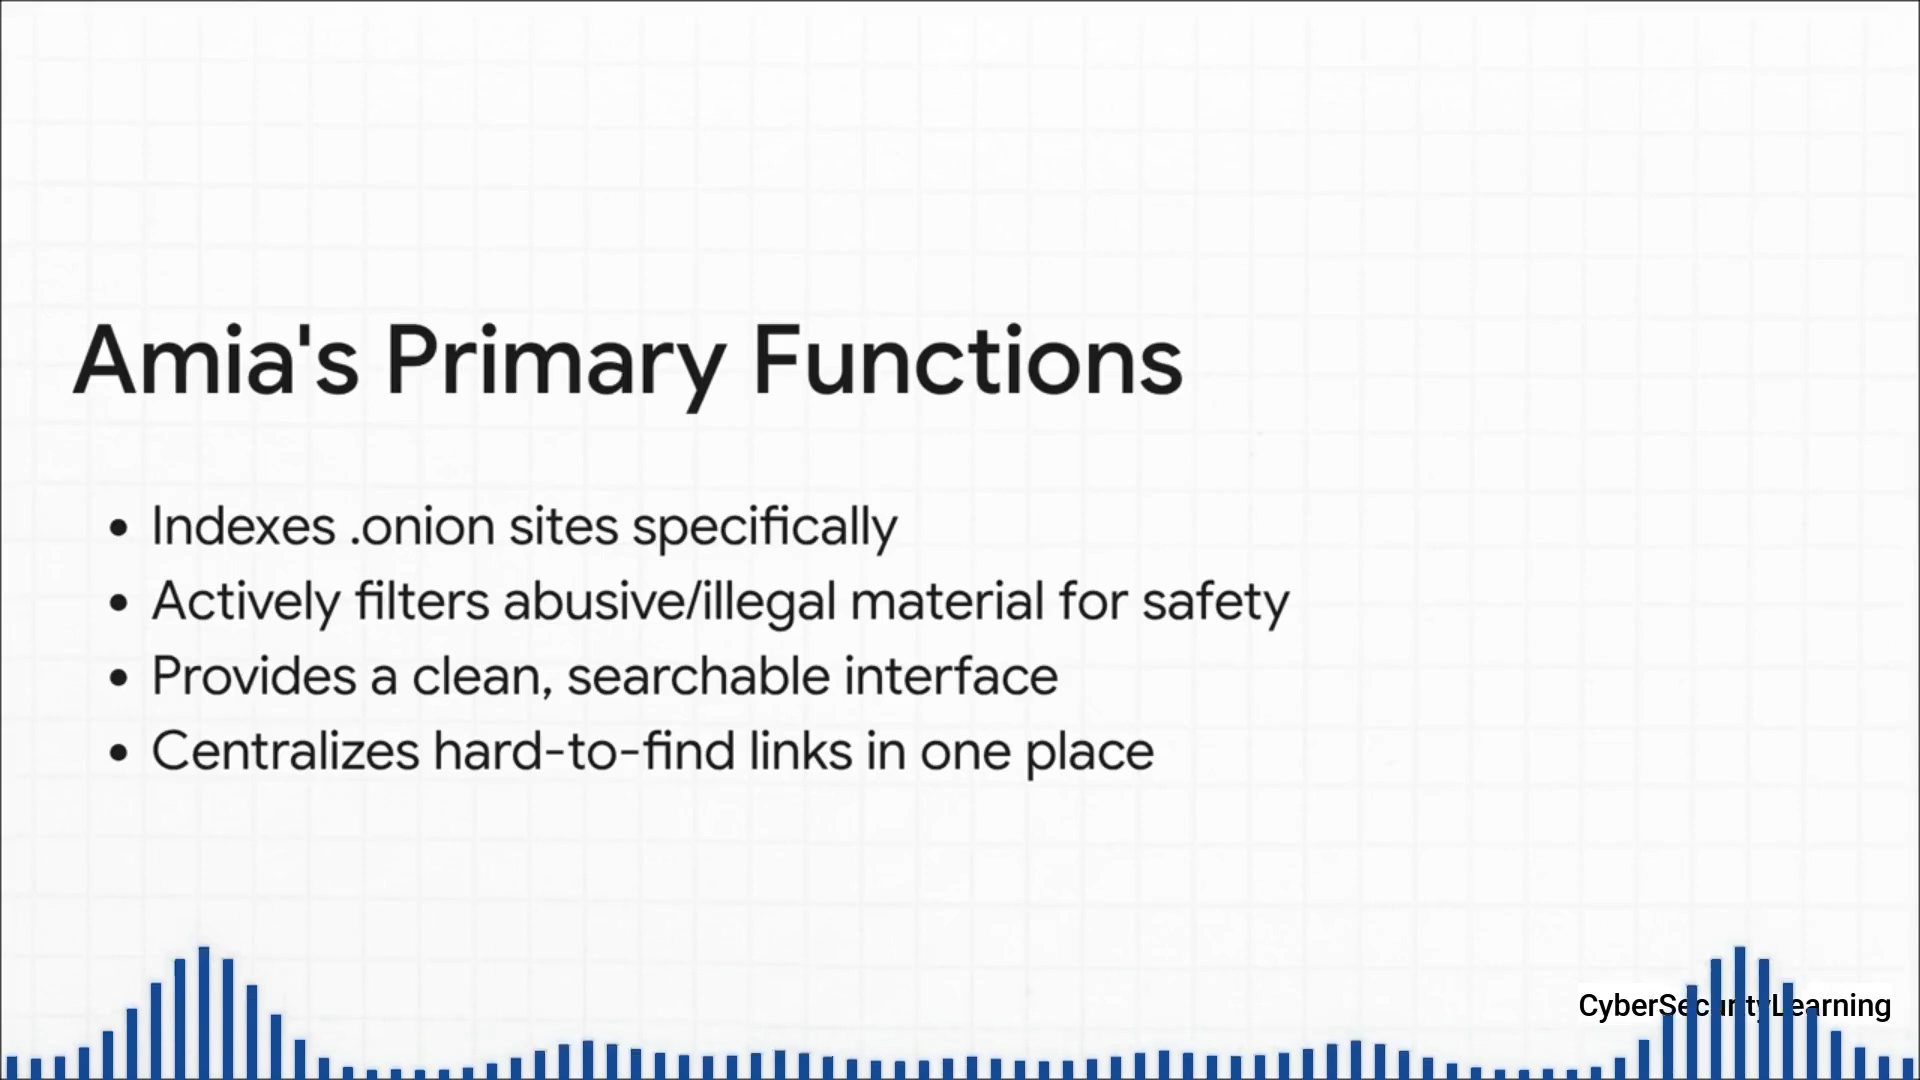 Amia's Primary Functions
• Indexes .onion sites specifically
• Actively filters abusive/illegal material for safety
• Provides a clean, searchable interface
• Centralizes hard-to-find links in one place
CyberSecurityLearning